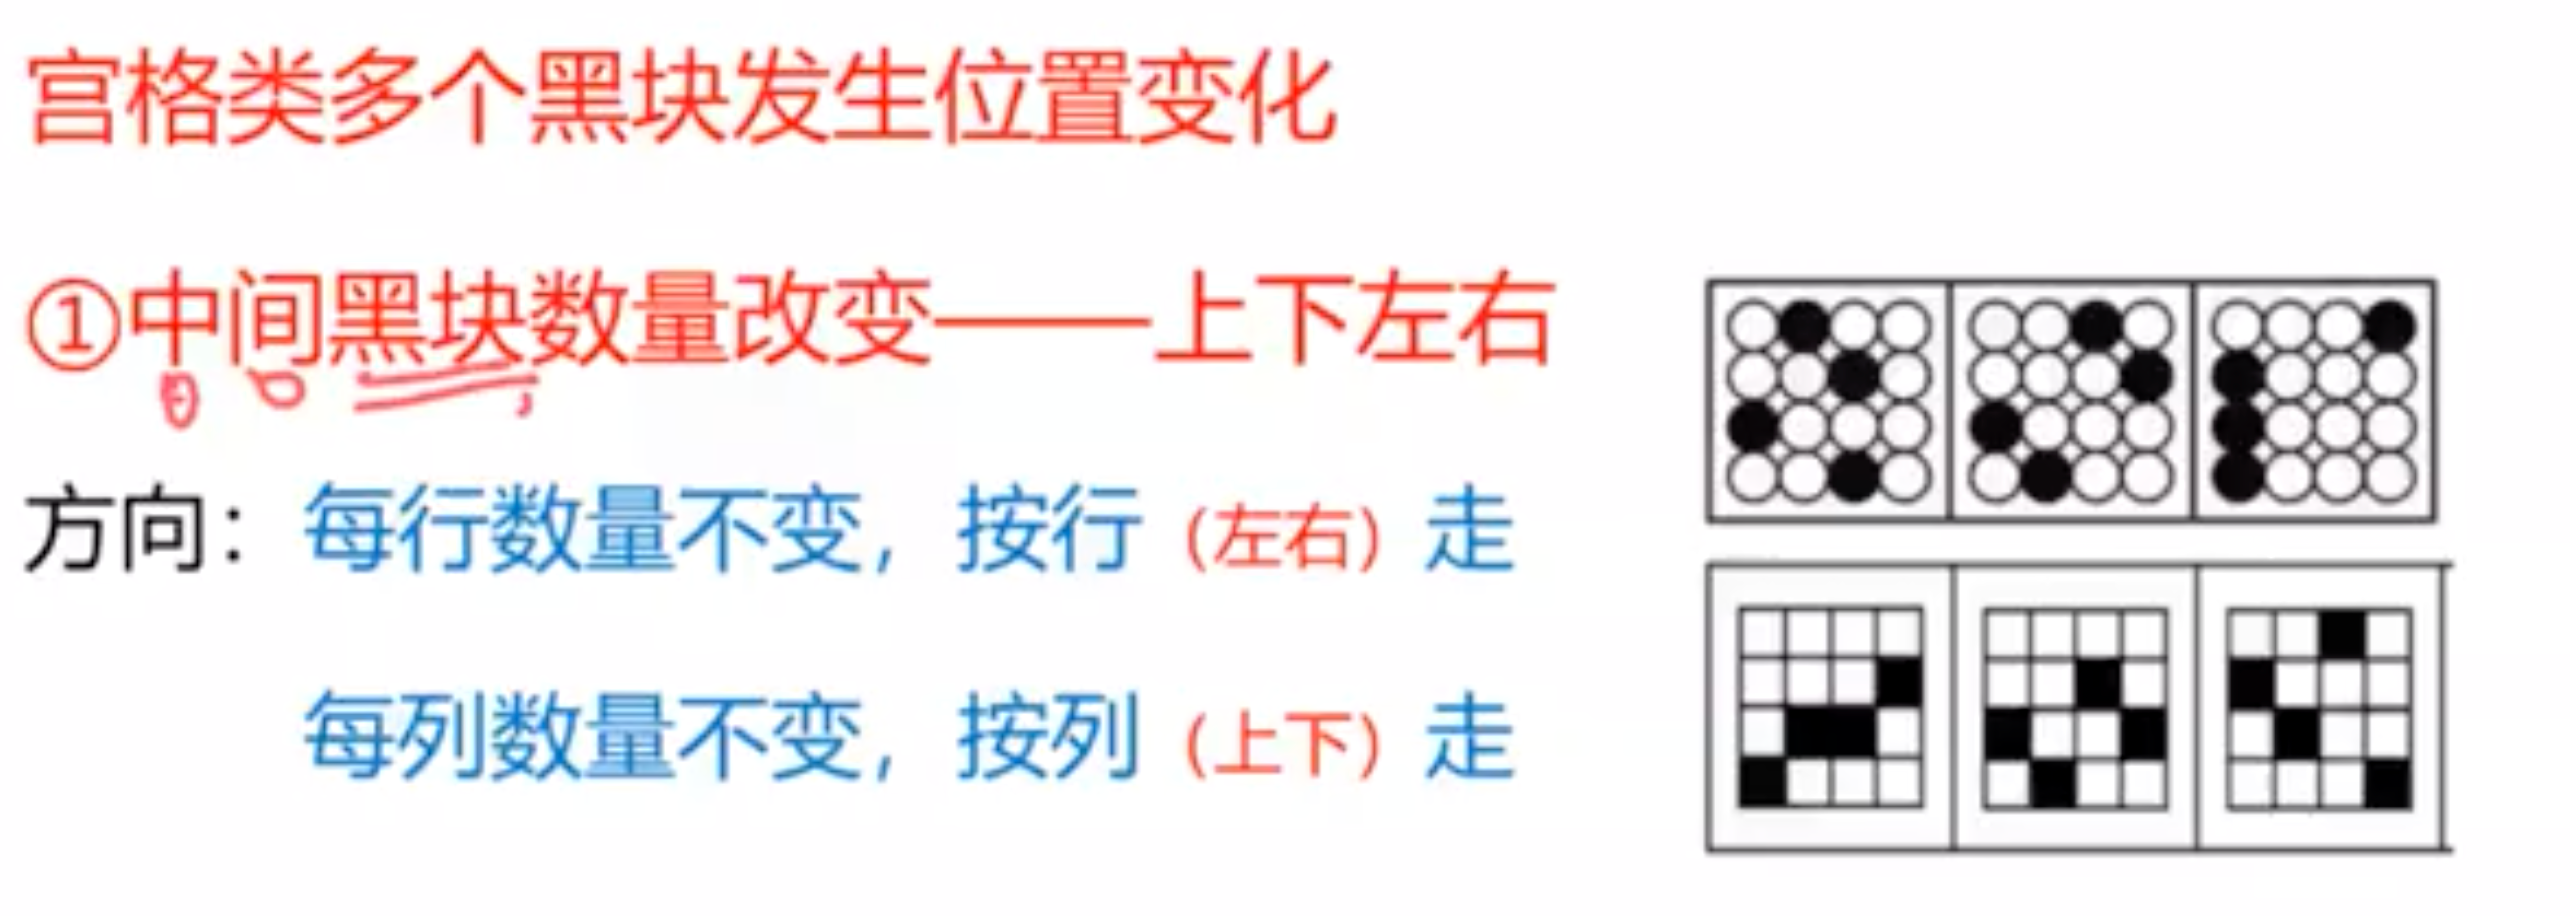 宫格类多个黑块发生位置变化
①中间黑块数量改变——上下左右
方向：每行数量不变，按行（左右）走
每列数量不变，按列（上下）走